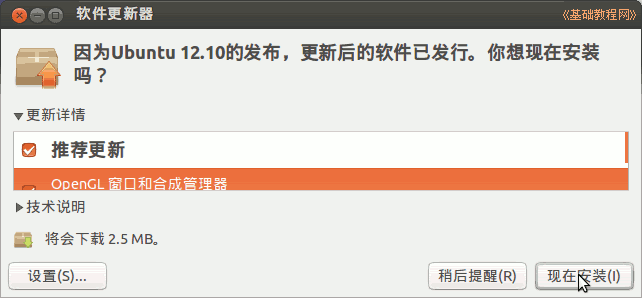 软件更新器
《基础教程网》
因为Ubuntu 12.10的发布，更新后的软件已发行。你想现在安装
吗？
更新详情
推荐更新
OpenGL 窗口和合成管理器
技术说明
将会下载 2.5 MB。
设置(S)...
稍后提醒(R)
现在安装(I)